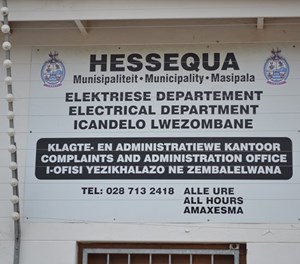 HESSEQUA
Munisipaliteit • Municipality • Masipala
ELEKTRIESE DEPARTEMENT
ELECTRICAL DEPARTMENT
ICANDELO LWEZOMBANE
KLAGTE- EN ADMINISTRATIEWE KANTOOR
COMPLAINTS AND ADMINISTRATION OFFICE
I-OFISI YEZIKHALAZO NE ZEMBALELWANA
TEL: 028 713 2418 ALLE URE
ALL HOURS
AMAXESMA